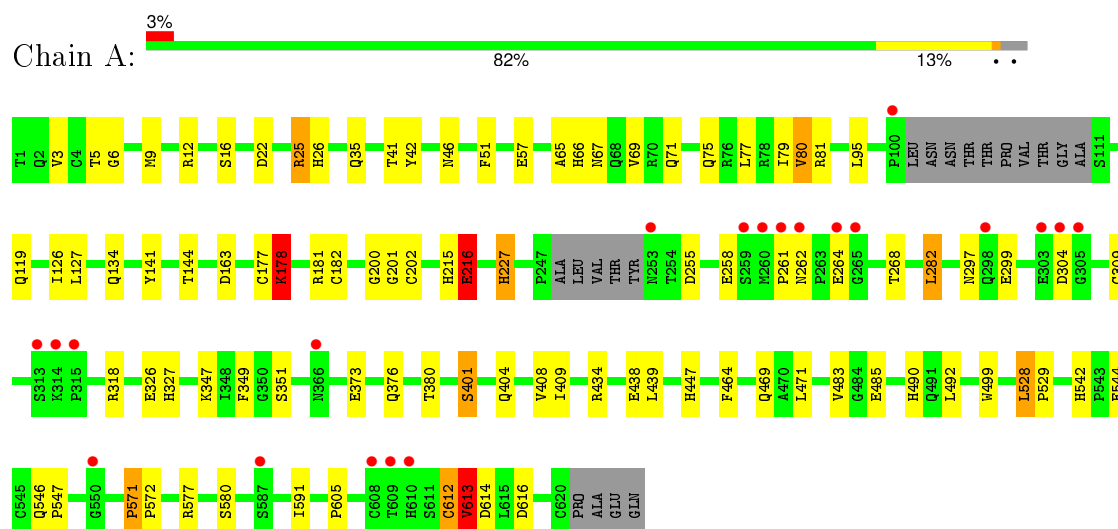 3%
Chain A:
82% 13% • •
T1 Q2 V3 C4 T5 G6 M9 R12 S16 D22 R25 H26 Q35 T41 Y42 N46 F51 E57 A65 H66 N67 Q68 V69 R70 Q71 Q75 R76 L77 R78 I79 V80 R81 L95 P100 LEU ASN ASN THR THR PRO VAL THR GLY ALA S111
Q119 I126 L127 Q134 Y141 T144 D163 C177 K178 R181 C182 G200 G201 C202 H215 E216 H227 P247 ALA LEU VAL THR TYR N253 T254 D255 E258 S259 M260 P261 N262 P263 E264 G265 T268 L282 N297 Q298 E299 E303 D304 G305
S313 K314 P315 R318 E326 H327 K347 I348 F349 G350 S351 N366 E373 Q376 T380 S401 Q404 V408 I409 R434 E438 L439 H447 F464 Q469 A470 L471 V483 G484 E485 H490 Q491 L492 W499 L528 P529 H542 P543
C545 Q546 P547 G550 P571 P572 R577 S580 S587 I591 P605 C608 T609 H610 S611 C612 V613 D614 L615 D616 C620 PRO ALA GLU GLN